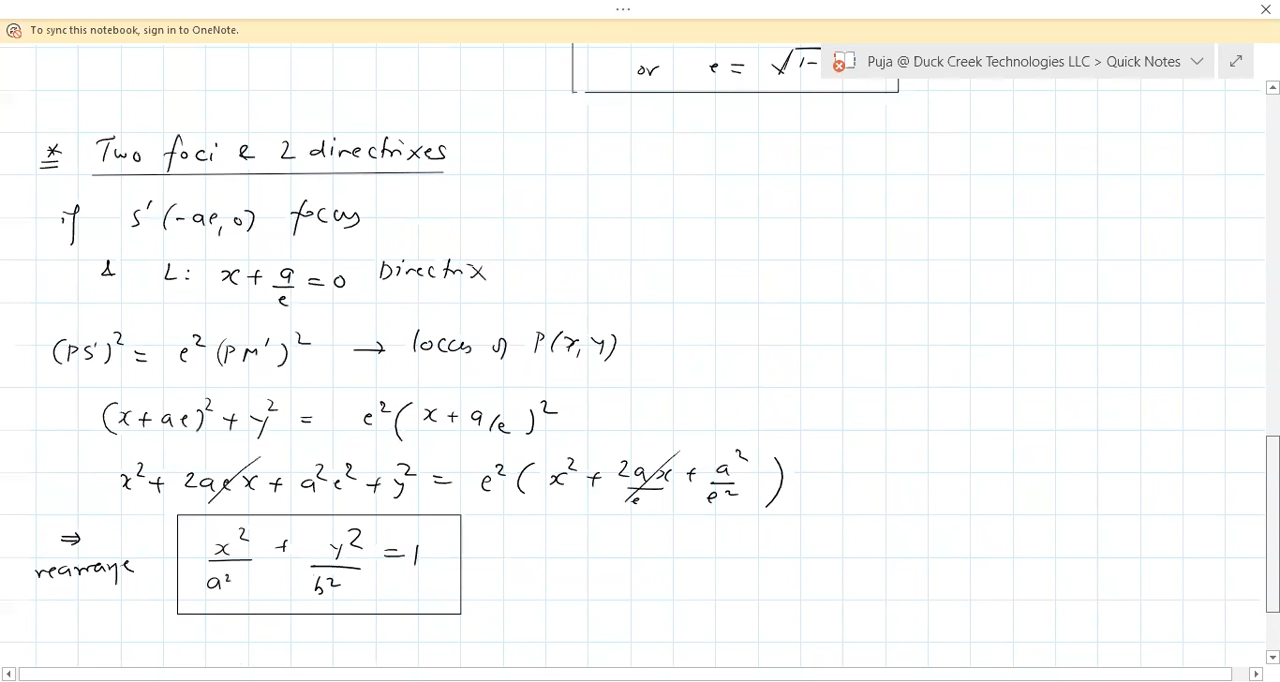 To sync this notebook, sign in to OneNote.
Puja @ Duck Creek Technologies LLC > Quick Notes
or e = √1-
* Two foci & 2 directrixes
if S'(-ae, 0) focus
& L: x + a/e = 0 Directrix
(PS')² = e² (PM')² → locus of P(x, y)
(x + ae)² + y² = e² (x + a/e)²
x² + 2aex + a²e² + y² = e² (x² + 2ax/e + a²/e²)
⇒ x²/a² + y²/b² = 1
rearrange